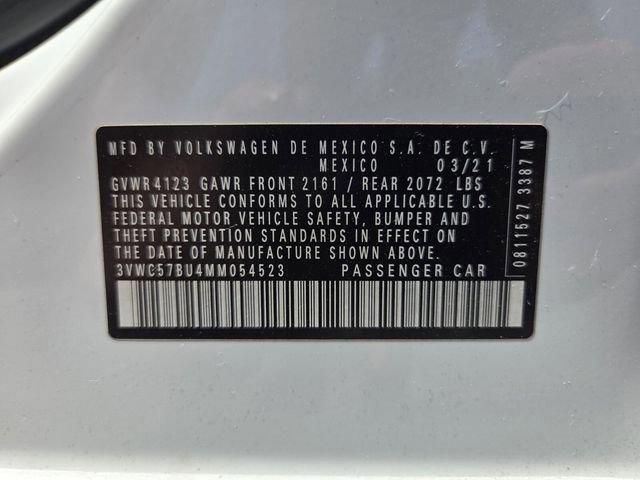 MFD BY VOLKSWAGEN DE MEXICO S.A. DE C.V.
MEXICO 03/21
GVWR 4123 GAWR FRONT 2161 / REAR 2072 LBS
THIS VEHICLE CONFORMS TO ALL APPLICABLE U.S.
FEDERAL MOTOR VEHICLE SAFETY, BUMPER AND
THEFT PREVENTION STANDARDS IN EFFECT ON
THE DATE OF MANUFACTURE SHOWN ABOVE.
3VWC57BU4MM054523 PASSENGER CAR
0811527 3387 M